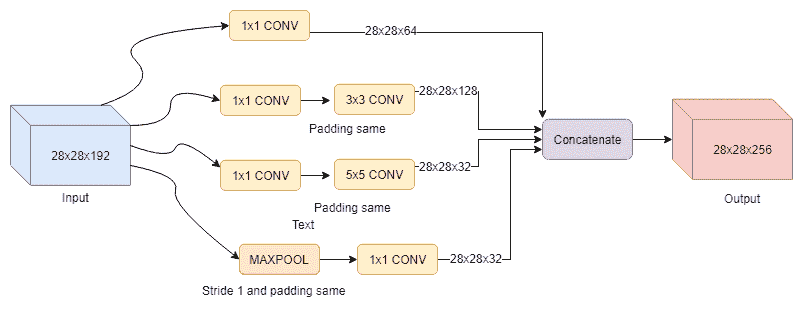 1x1 CONV
28x28x64
1x1 CONV
3x3 CONV
28x28x128
Padding same
28x28x192
Input
Concatenate
28x28x256
Output
1x1 CONV
5x5 CONV
28x28x32
Padding same
Text
MAXPOOL
1x1 CONV
28x28x32
Stride 1 and padding same